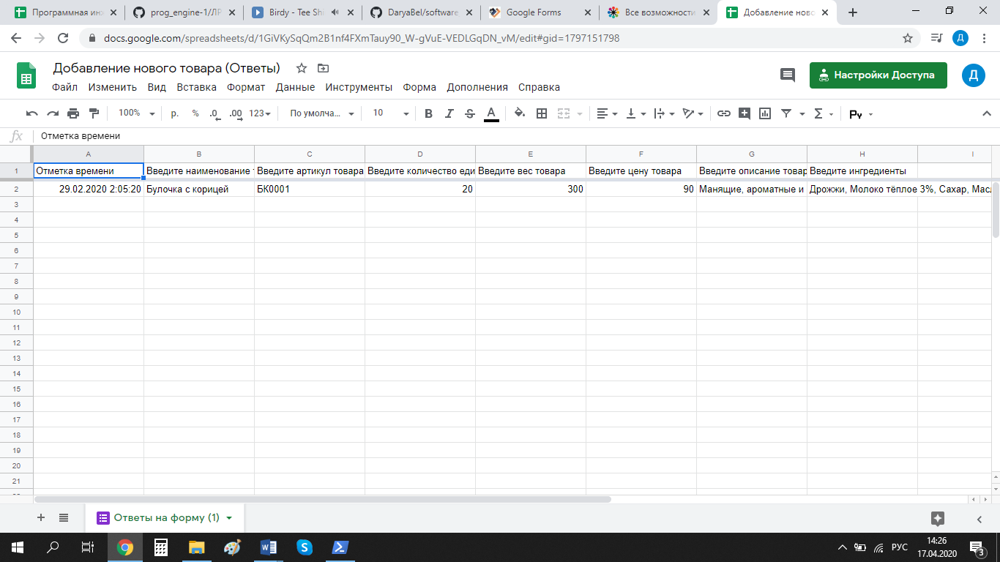 Программная инж
prog_engine-1/ЛР
Birdy - Tee Shi
DaryaBel/software
Google Forms
Все возможности
Добавление ново
docs.google.com/spreadsheets/d/1GiVKySqQm2B1nf4FXmTauy90_W-gVuE-VEDLGqDN_vM/edit#gid=1797151798
Д
Добавление нового товара (Ответы)
Файл Изменить Вид Вставка Формат Данные Инструменты Форма Дополнения Справка
Настройки Доступа
Д
100% р. % .0 .00 123 По умолча... 10 B I S A Σ Pу
fx Отметка времени
A B C D E F G H I
1 Отметка времени Введите наименование Введите артикул товара Введите количество еди Введите вес товара Введите цену товара Введите описание товар Введите ингредиенты
2 29.02.2020 2:05:20 Булочка с корицей БК0001 20 300 90 Манящие, ароматные и Дрожжи, Молоко тёплое 3%, Сахар, Масл
3
4
5
6
7
8
9
10
11
12
13
14
15
16
17
18
19
20
21
Ответы на форму (1)
РУС
14:26
17.04.2020
3